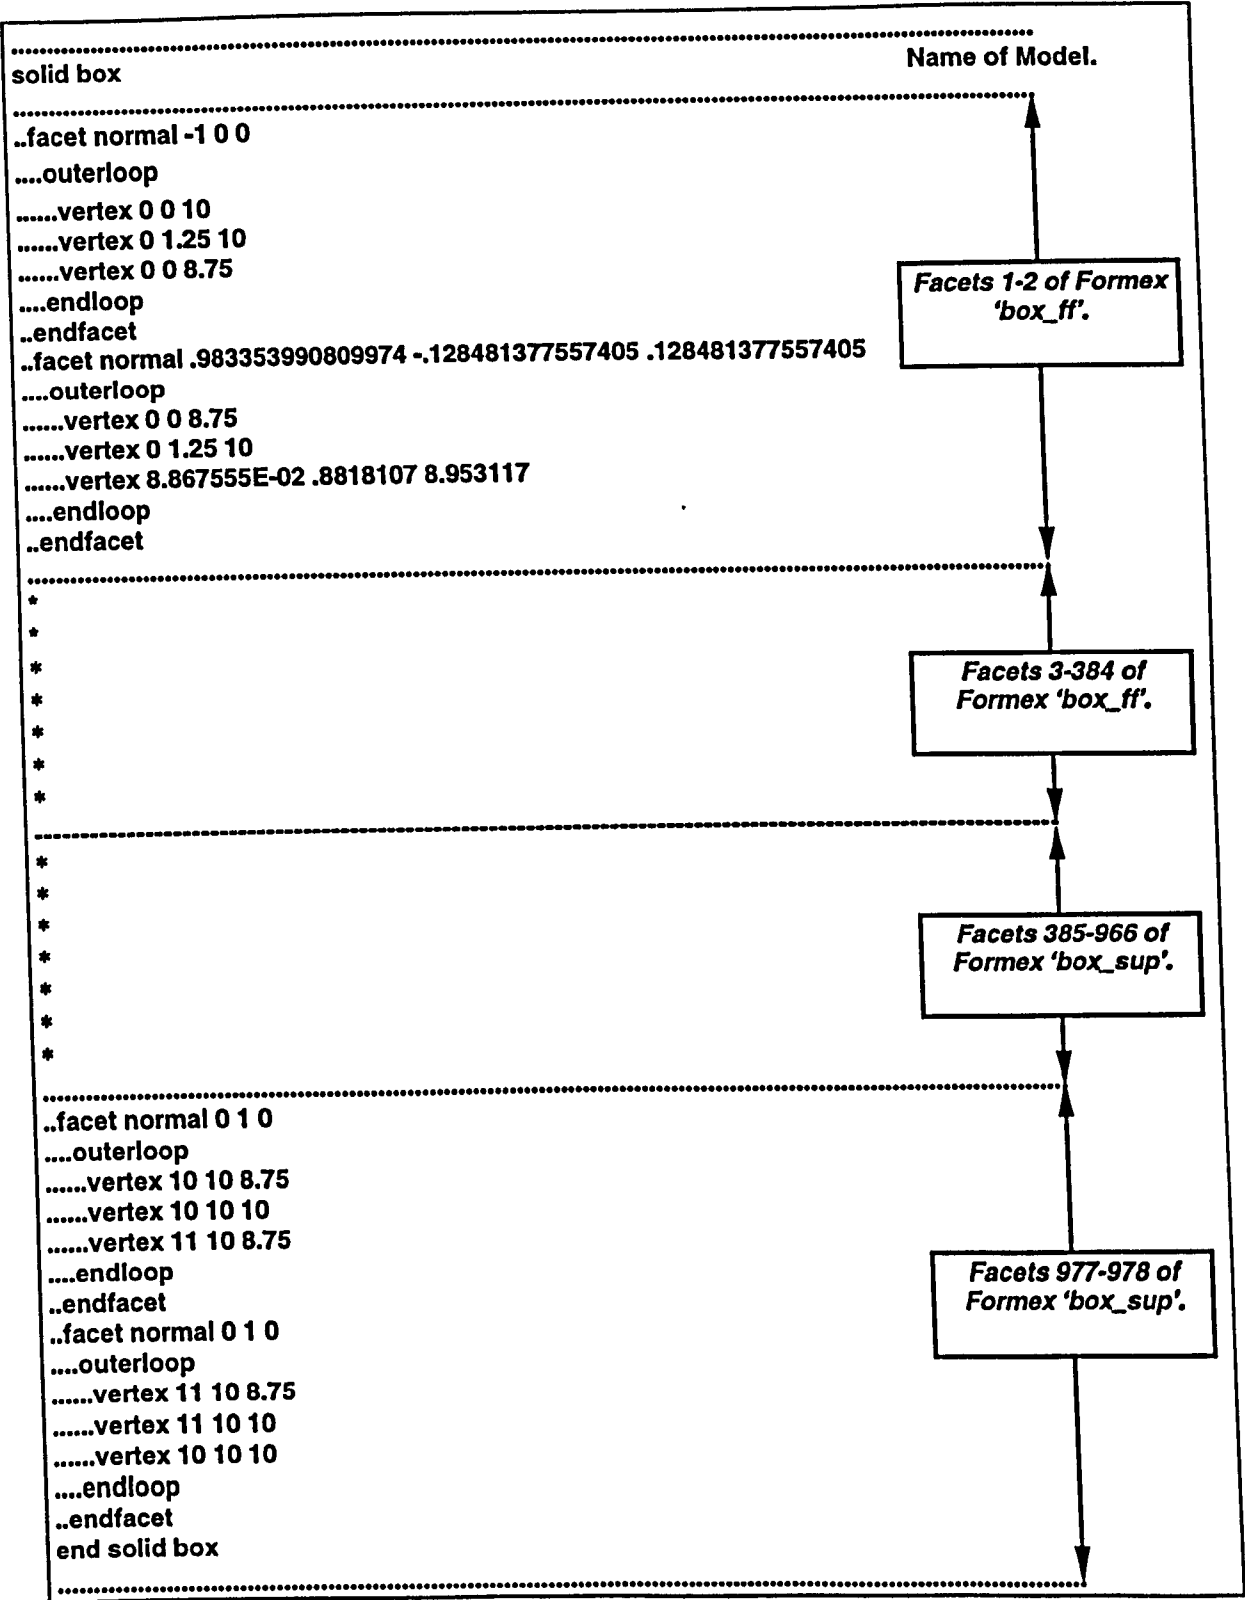 solid box
Name of Model.
..facet normal -1 0 0
....outerloop
......vertex 0 0 10
......vertex 0 1.25 10
......vertex 0 0 8.75
....endloop
..endfacet
Facets 1-2 of Formex
'box_ff'.
..facet normal .983353990809974 -.128481377557405 .128481377557405
....outerloop
......vertex 0 0 8.75
......vertex 0 1.25 10
......vertex 8.867555E-02 .8818107 8.953117
....endloop
..endfacet
*
*
*
*
*
*
*
Facets 3-384 of
Formex 'box_ff'.
*
*
*
*
*
*
*
Facets 385-966 of
Formex 'box_sup'.
..facet normal 0 1 0
....outerloop
......vertex 10 10 8.75
......vertex 10 10 10
......vertex 11 10 8.75
....endloop
..endfacet
..facet normal 0 1 0
....outerloop
......vertex 11 10 8.75
......vertex 11 10 10
......vertex 10 10 10
....endloop
..endfacet
end solid box
Facets 977-978 of
Formex 'box_sup'.